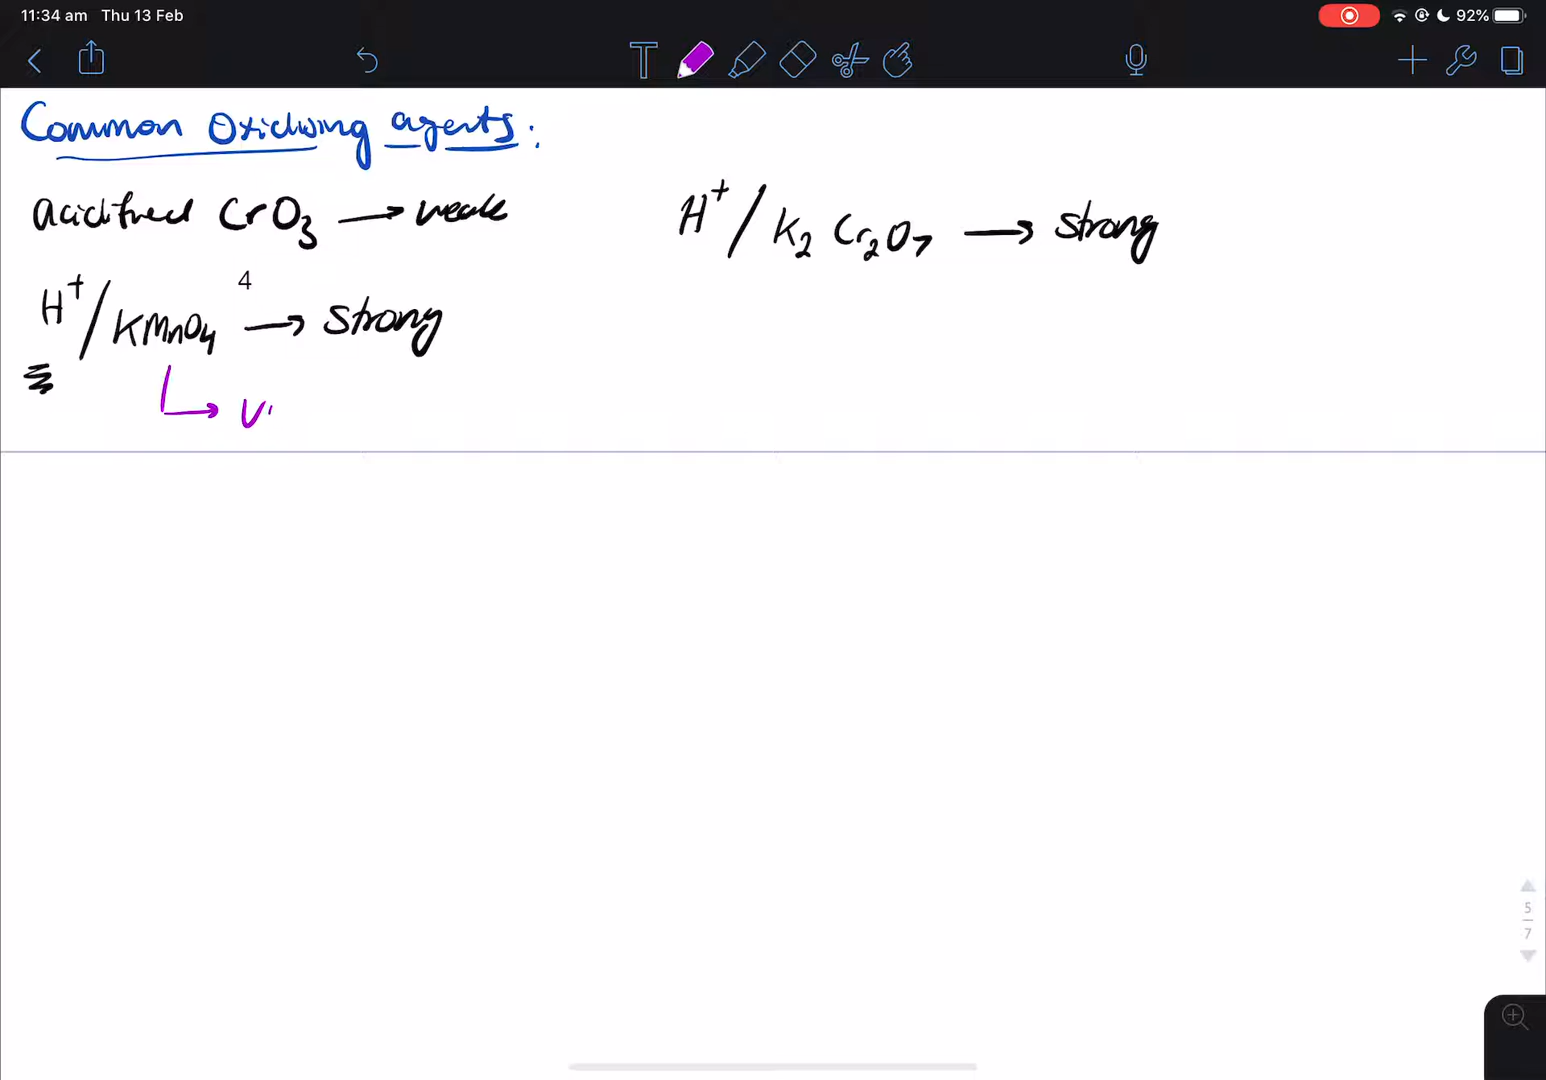 11:34 am Thu 13 Feb
92%
T
Common Oxidising agents:
acidified CrO3 → weak
H+/K2Cr2O7 → strong
4
H+/KMnO4 → strong
↳ Vi
5
7